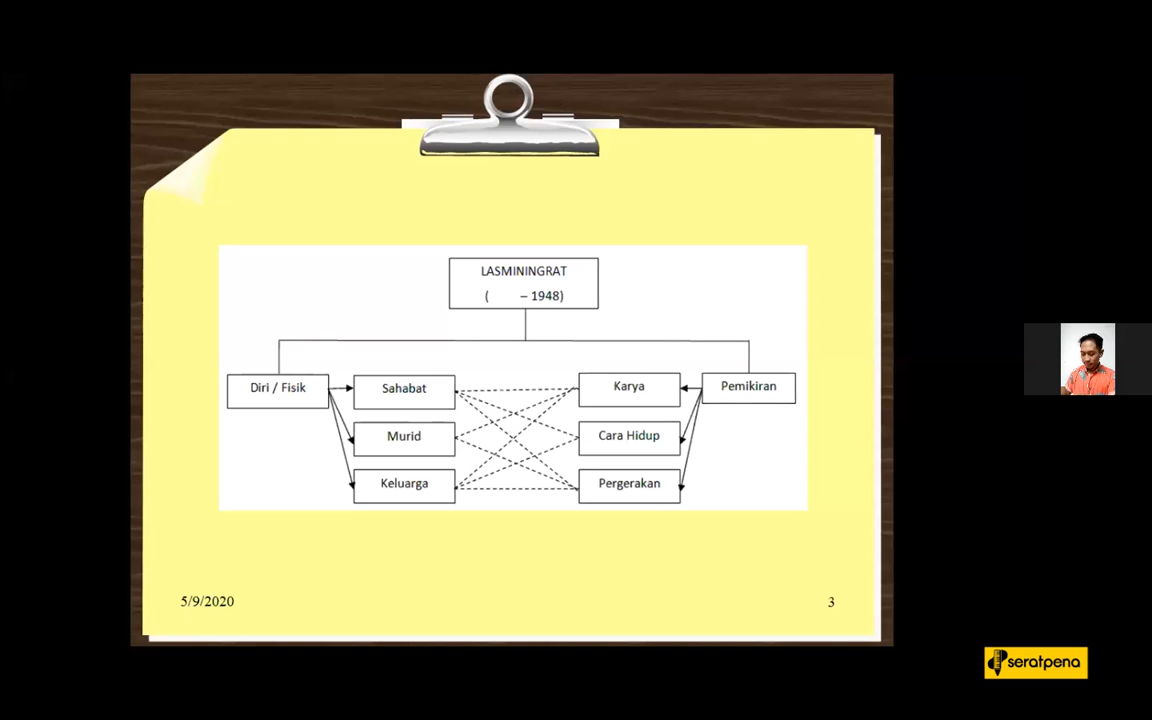 LASMININGRAT
( – 1948)
Diri / Fisik
Sahabat
Karya
Pemikiran
Murid
Cara Hidup
Keluarga
Pergerakan
5/9/2020
3
seratpena